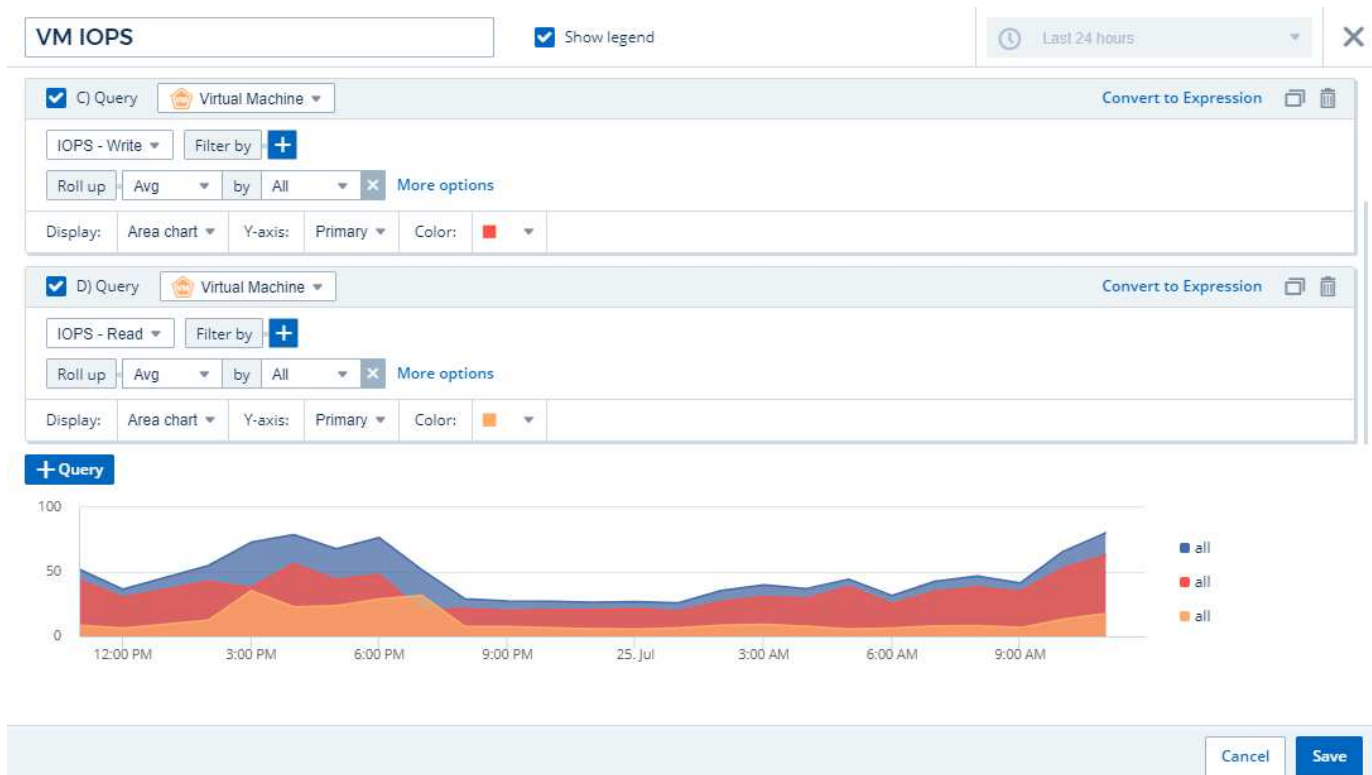 VM IOPS Show legend Last 24 hours
C) Query Virtual Machine Convert to Expression
IOPS - Write Filter by +
Roll up Avg by All × More options
Display: Area chart Y-axis: Primary Color:
D) Query Virtual Machine Convert to Expression
IOPS - Read Filter by +
Roll up Avg by All × More options
Display: Area chart Y-axis: Primary Color:
+ Query
100
50
0
12:00 PM 3:00 PM 6:00 PM 9:00 PM 25. Jul 3:00 AM 6:00 AM 9:00 AM
all
all
all
Cancel Save